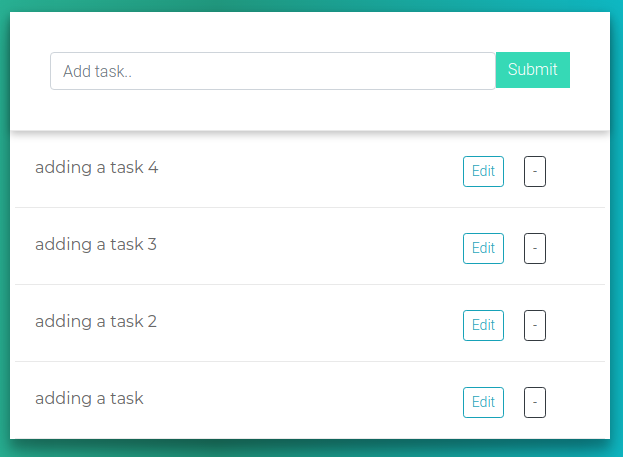 Add task..
Submit
adding a task 4
Edit
-
adding a task 3
Edit
-
adding a task 2
Edit
-
adding a task
Edit
-